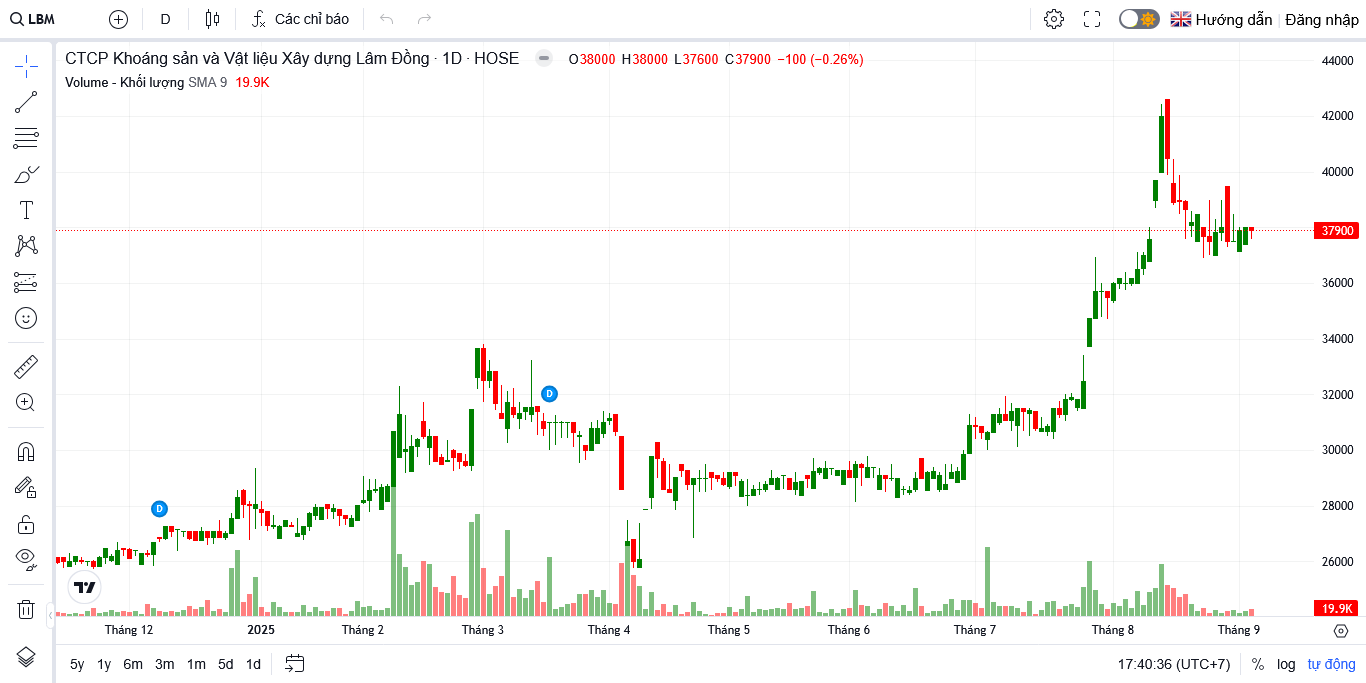 LBM D Các chỉ báo Hướng dẫn Đăng nhập
CTCP Khoáng sản và Vật liệu Xây dựng Lâm Đồng · 1D · HOSE O38000 H38000 L37600 C37900 −100 (−0.26%)
Volume - Khối lượng SMA 9 19.9K
44000
42000
40000
37900
36000
34000
32000
30000
28000
26000
19.9K
D
D
Tháng 12 2025 Tháng 2 Tháng 3 Tháng 4 Tháng 5 Tháng 6 Tháng 7 Tháng 8 Tháng 9
5y 1y 6m 3m 1m 5d 1d 17:40:36 (UTC+7) % log tự động